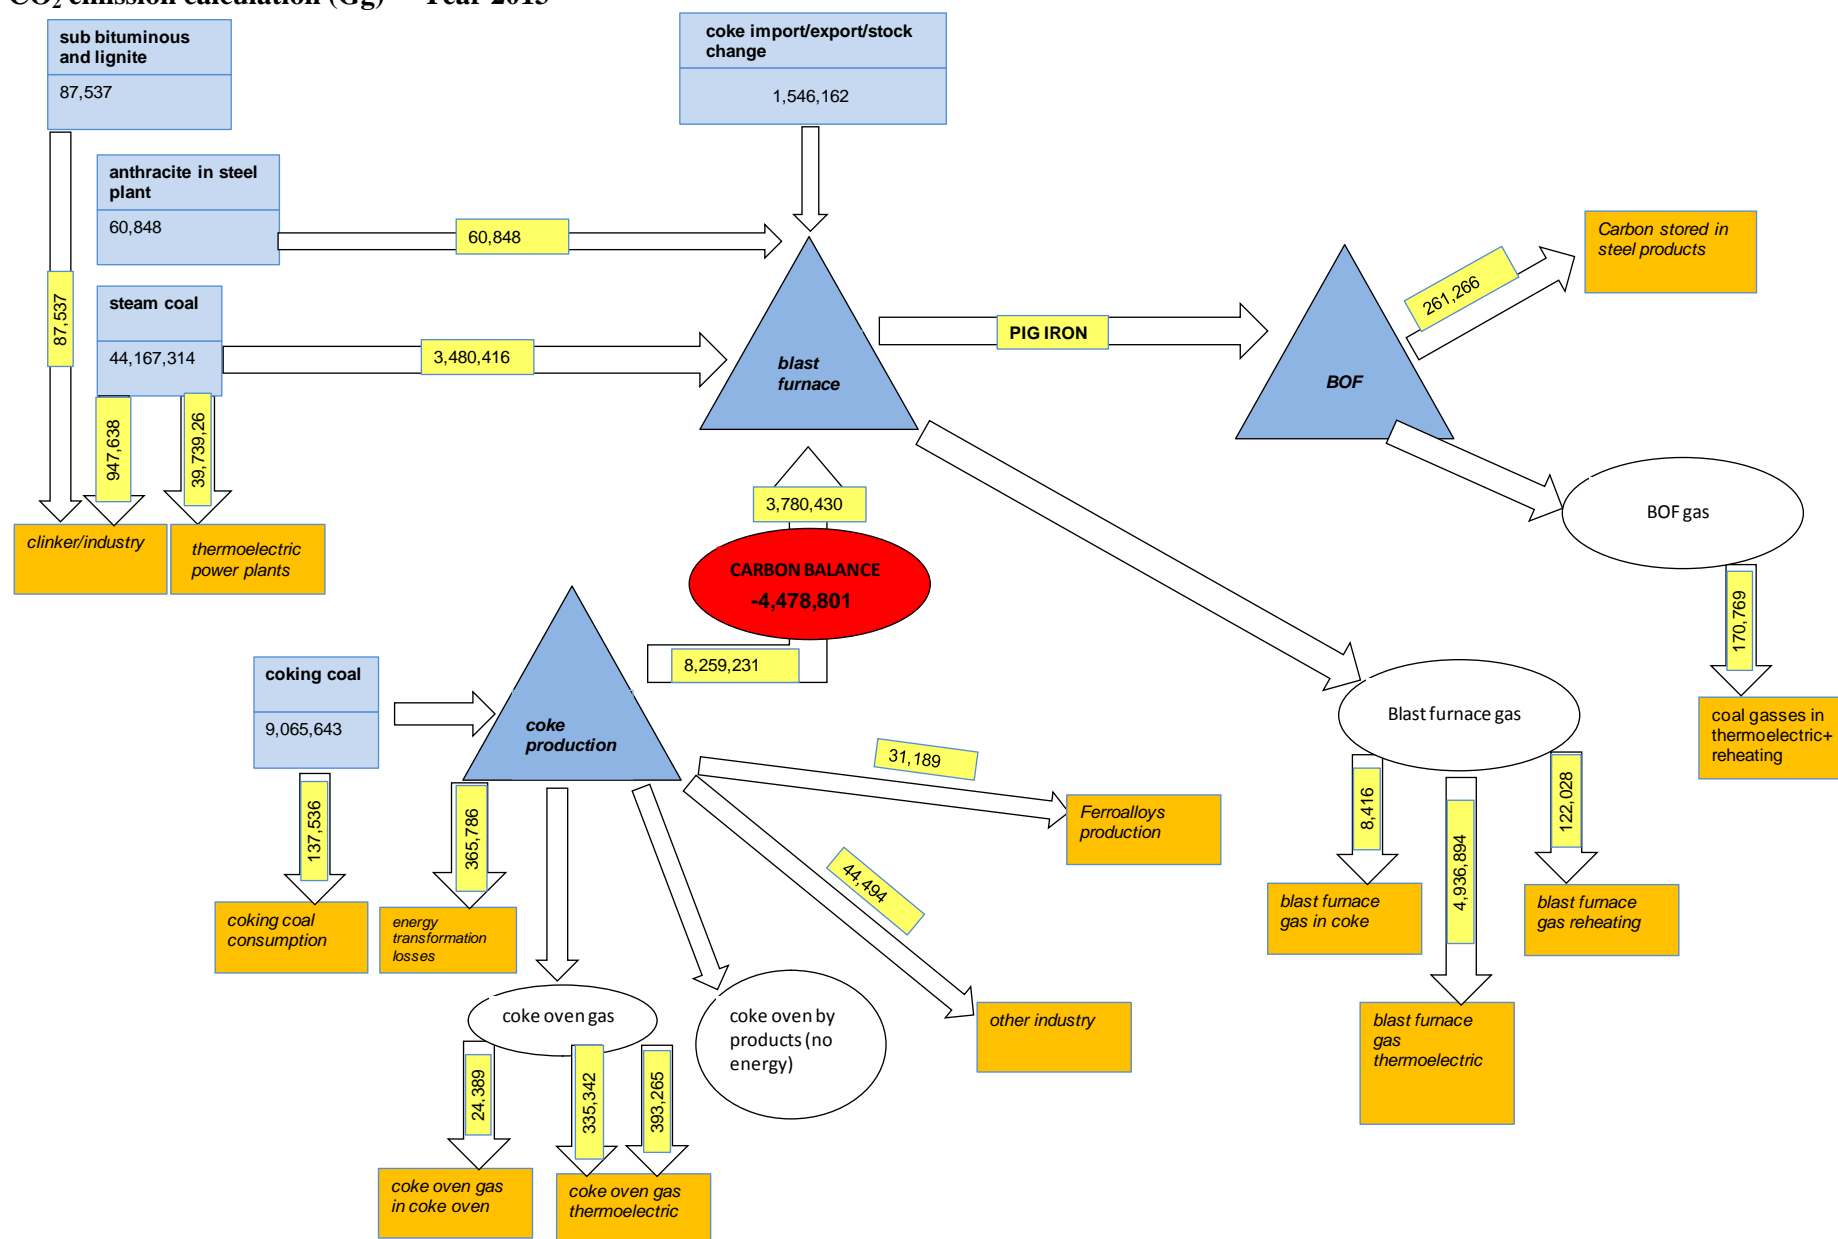 CO₂ emission calculation (Gg) – Year 2015
sub bituminous
and lignite
87,537
coke import/export/stock
change
1,546,162
anthracite in steel
plant
60,848
60,848
Carbon stored in
steel products
261,266
87,537
steam coal
44,167,314
3,480,416
blast
furnace
PIG IRON
BOF
947,638
39,739,26
clinker/industry
thermoelectric
power plants
3,780,430
CARBON BALANCE
-4,478,801
8,259,231
BOF gas
170,769
coal gasses in
thermoelectric+
reheating
coking coal
9,065,643
coke
production
Blast furnace gas
137,536
365,786
31,189
44,494
Ferroalloys
production
8,416
4,936,894
122,028
coking coal
consumption
energy
transformation
losses
blast furnace
gas in coke
blast furnace
gas reheating
coke oven gas
coke oven by
products (no
energy)
other industry
blast furnace
gas
thermoelectric
24,389
335,342
393,265
coke oven gas
in coke oven
coke oven gas
thermoelectric